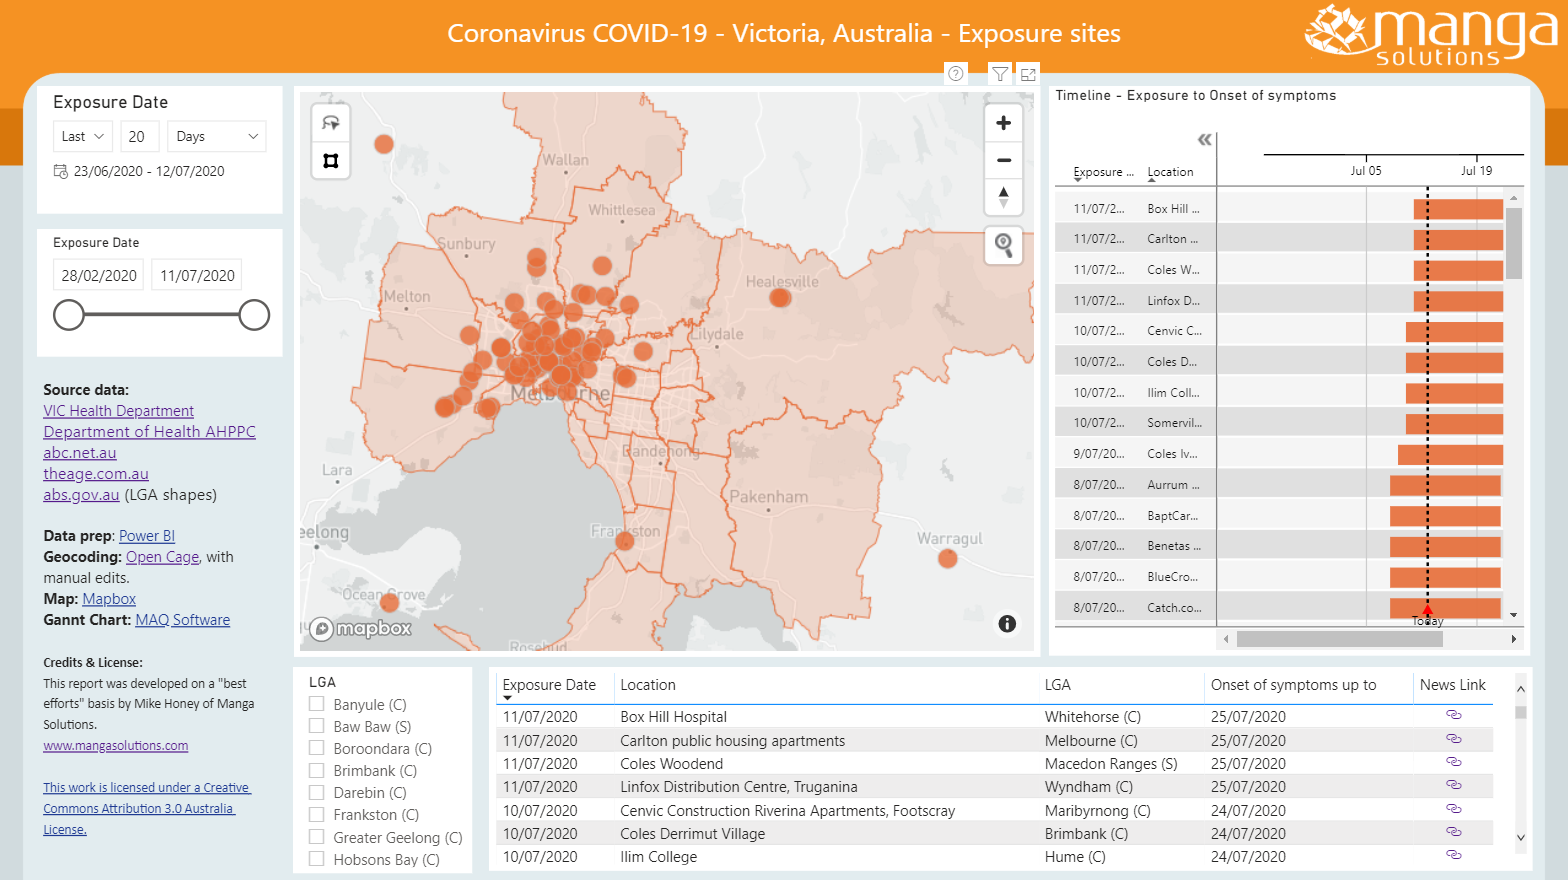 Coronavirus COVID-19 - Victoria, Australia - Exposure sites
manga
solutions
Exposure Date
Last
20
Days
23/06/2020 - 12/07/2020
Exposure Date
28/02/2020
11/07/2020
Source data:
VIC Health Department
Department of Health AHPPC
abc.net.au
theage.com.au
abs.gov.au (LGA shapes)
Data prep: Power BI
Geocoding: Open Cage, with
manual edits.
Map: Mapbox
Gannt Chart: MAQ Software
Credits & License:
This report was developed on a "best
efforts" basis by Mike Honey of Manga
Solutions.
www.mangasolutions.com
This work is licensed under a Creative
Commons Attribution 3.0 Australia
License.
Wallan
Whittlesea
Sunbury
Healesville
Melton
Lilydale
Melbourne
Dandenong
Lara
Pakenham
eelong
Frankston
Warragul
Ocean Grove
mapbox
Rosebud
Timeline - Exposure to Onset of symptoms
Exposure ... Location Jul 05 Jul 19
11/07/2... Box Hill ...
11/07/2... Carlton ...
11/07/2... Coles W...
11/07/2... Linfox D...
10/07/2... Cenvic C...
10/07/2... Coles D...
10/07/2... Ilim Coll...
10/07/2... Somervil...
9/07/20... Coles Iv...
8/07/20... Aurrum ...
8/07/20... BaptCar...
8/07/20... Benetas ...
8/07/20... BlueCro...
8/07/20... Catch.co...
Today
LGA
Banyule (C)
Baw Baw (S)
Boroondara (C)
Brimbank (C)
Darebin (C)
Frankston (C)
Greater Geelong (C)
Hobsons Bay (C)
Exposure Date Location LGA Onset of symptoms up to News Link
11/07/2020 Box Hill Hospital Whitehorse (C) 25/07/2020
11/07/2020 Carlton public housing apartments Melbourne (C) 25/07/2020
11/07/2020 Coles Woodend Macedon Ranges (S) 25/07/2020
11/07/2020 Linfox Distribution Centre, Truganina Wyndham (C) 25/07/2020
10/07/2020 Cenvic Construction Riverina Apartments, Footscray Maribyrnong (C) 24/07/2020
10/07/2020 Coles Derrimut Village Brimbank (C) 24/07/2020
10/07/2020 Ilim College Hume (C) 24/07/2020